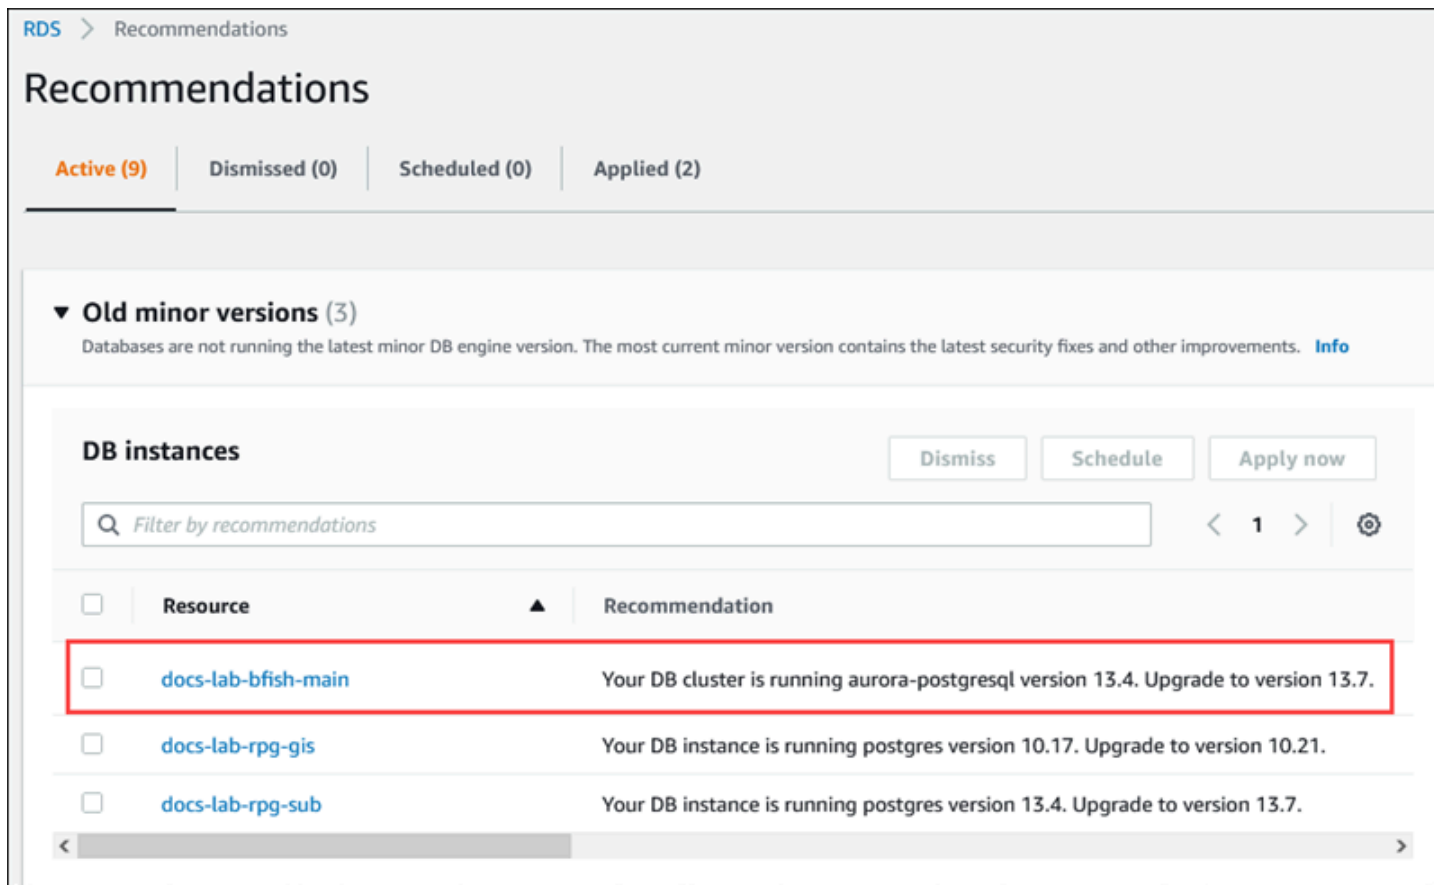 RDS > Recommendations
Recommendations
Active (9) Dismissed (0) Scheduled (0) Applied (2)
Old minor versions (3)
Databases are not running the latest minor DB engine version. The most current minor version contains the latest security fixes and other improvements. Info
DB instances Dismiss Schedule Apply now
Filter by recommendations 1
Resource Recommendation
docs-lab-bfish-main Your DB cluster is running aurora-postgresql version 13.4. Upgrade to version 13.7.
docs-lab-rpg-gis Your DB instance is running postgres version 10.17. Upgrade to version 10.21.
docs-lab-rpg-sub Your DB instance is running postgres version 13.4. Upgrade to version 13.7.